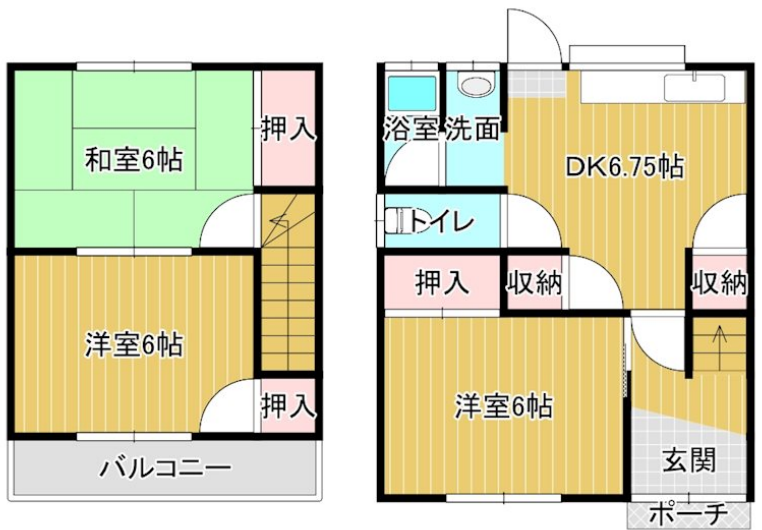 和室6帖
押入
洋室6帖
押入
バルコニー
浴室
洗面
DK6.75帖
トイレ
押入
収納
収納
洋室6帖
玄関
ポーチ